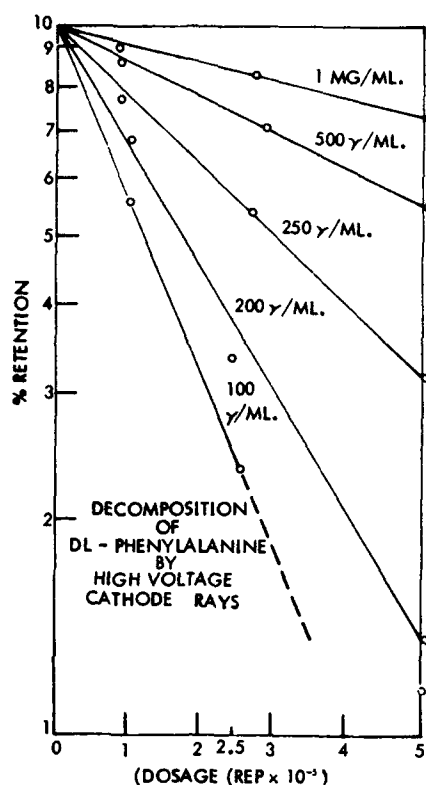 10
9
8
7
6
5
4
3
2
1
% RETENTION
1 MG/ML.
500 γ/ML.
250 γ/ML.
200 γ/ML.
100
γ/ML.
DECOMPOSITION
OF
DL - PHENYLALANINE
BY
HIGH VOLTAGE
CATHODE RAYS
0 1 2 2.5 3 4 5
(DOSAGE (REP × 10⁻⁵)